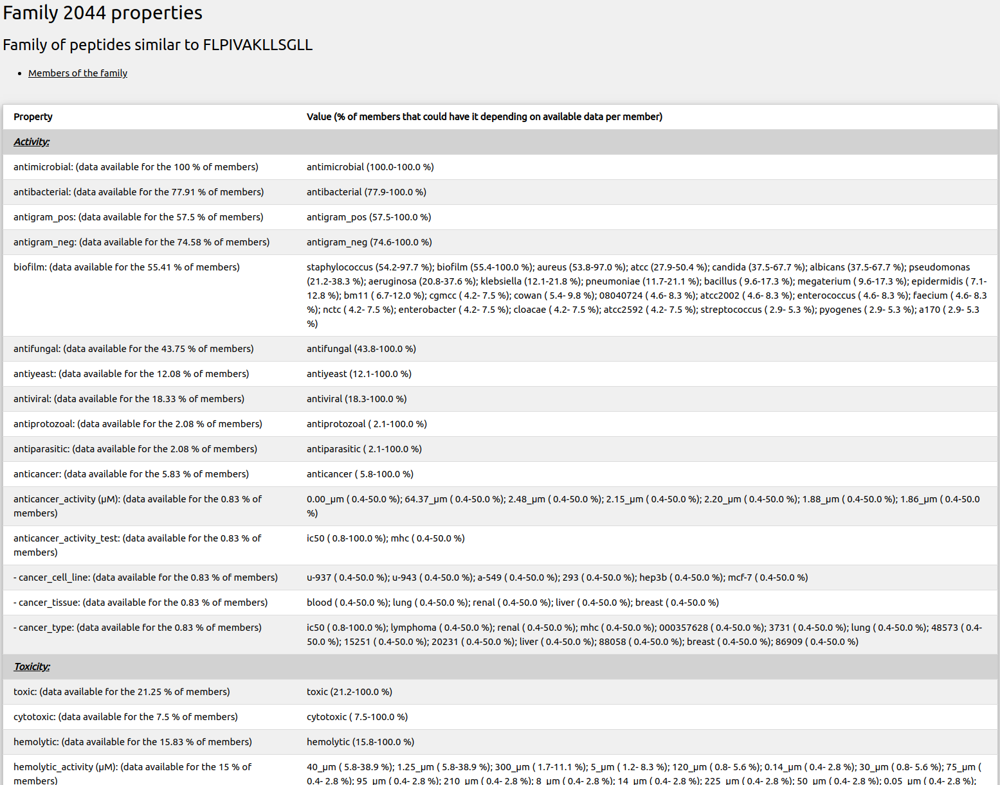 Family 2044 properties
Family of peptides similar to FLPIVAKLLSGLL
• Members of the family
Property Value (% of members that could have it depending on available data per member)
Activity:
antimicrobial: (data available for the 100 % of members) antimicrobial (100.0-100.0 %)
antibacterial: (data available for the 77.91 % of members) antibacterial (77.9-100.0 %)
antigram_pos: (data available for the 57.5 % of members) antigram_pos (57.5-100.0 %)
antigram_neg: (data available for the 74.58 % of members) antigram_neg (74.6-100.0 %)
biofilm: (data available for the 55.41 % of members) staphylococcus (54.2-97.7 %); biofilm (55.4-100.0 %); aureus (53.8-97.0 %); atcc (27.9-50.4 %); candida (37.5-67.7 %); albicans (37.5-67.7 %); pseudomonas
(21.2-38.3 %); aeruginosa (20.8-37.6 %); klebsiella (12.1-21.8 %); pneumoniae (11.7-21.1 %); bacillus ( 9.6-17.3 %); megaterium ( 9.6-17.3 %); epidermidis ( 7.1-
12.8 %); bm11 ( 6.7-12.0 %); cgmcc ( 4.2- 7.5 %); cowan ( 5.4- 9.8 %); 08040724 ( 4.6- 8.3 %); atcc2002 ( 4.6- 8.3 %); enterococcus ( 4.6- 8.3 %); faecium ( 4.6- 8.3
%); nctc ( 4.2- 7.5 %); enterobacter ( 4.2- 7.5 %); cloacae ( 4.2- 7.5 %); atcc2592 ( 4.2- 7.5 %); streptococcus ( 2.9- 5.3 %); pyogenes ( 2.9- 5.3 %); a170 ( 2.9- 5.3
%)
antifungal: (data available for the 43.75 % of members) antifungal (43.8-100.0 %)
antiyeast: (data available for the 12.08 % of members) antiyeast (12.1-100.0 %)
antiviral: (data available for the 18.33 % of members) antiviral (18.3-100.0 %)
antiprotozoal: (data available for the 2.08 % of members) antiprotozoal ( 2.1-100.0 %)
antiparasitic: (data available for the 2.08 % of members) antiparasitic ( 2.1-100.0 %)
anticancer: (data available for the 5.83 % of members) anticancer ( 5.8-100.0 %)
anticancer_activity (µM): (data available for the 0.83 % of 0.00_µm ( 0.4-50.0 %); 64.37_µm ( 0.4-50.0 %); 2.48_µm ( 0.4-50.0 %); 2.15_µm ( 0.4-50.0 %); 2.20_µm ( 0.4-50.0 %); 1.88_µm ( 0.4-50.0 %); 1.86_µm ( 0.4-50.0
members) %)
anticancer_activity_test: (data available for the 0.83 % of ic50 ( 0.8-100.0 %); mhc ( 0.4-50.0 %)
members)
- cancer_cell_line: (data available for the 0.83 % of members) u-937 ( 0.4-50.0 %); u-943 ( 0.4-50.0 %); a-549 ( 0.4-50.0 %); 293 ( 0.4-50.0 %); hep3b ( 0.4-50.0 %); mcf-7 ( 0.4-50.0 %)
- cancer_tissue: (data available for the 0.83 % of members) blood ( 0.4-50.0 %); lung ( 0.4-50.0 %); renal ( 0.4-50.0 %); liver ( 0.4-50.0 %); breast ( 0.4-50.0 %)
- cancer_type: (data available for the 0.83 % of members) ic50 ( 0.8-100.0 %); lymphoma ( 0.4-50.0 %); renal ( 0.4-50.0 %); mhc ( 0.4-50.0 %); 000357628 ( 0.4-50.0 %); 3731 ( 0.4-50.0 %); lung ( 0.4-50.0 %); 48573 ( 0.4-
50.0 %); 15251 ( 0.4-50.0 %); 20231 ( 0.4-50.0 %); liver ( 0.4-50.0 %); 88058 ( 0.4-50.0 %); breast ( 0.4-50.0 %); 86909 ( 0.4-50.0 %)
Toxicity:
toxic: (data available for the 21.25 % of members) toxic (21.2-100.0 %)
cytotoxic: (data available for the 7.5 % of members) cytotoxic ( 7.5-100.0 %)
hemolytic: (data available for the 15.83 % of members) hemolytic (15.8-100.0 %)
hemolytic_activity (µM): (data available for the 15 % of 40_µm ( 5.8-38.9 %); 1.25_µm ( 5.8-38.9 %); 300_µm ( 1.7-11.1 %); 5_µm ( 1.2- 8.3 %); 120_µm ( 0.8- 5.6 %); 0.14_µm ( 0.4- 2.8 %); 30_µm ( 0.8- 5.6 %); 75_µm (
members) 0.4- 2.8 %); 95_µm ( 0.4- 2.8 %); 210_µm ( 0.4- 2.8 %); 8_µm ( 0.4- 2.8 %); 14_µm ( 0.4- 2.8 %); 225_µm ( 0.4- 2.8 %); 50_µm ( 0.4- 2.8 %); 0.05_µm ( 0.4- 2.8 %);